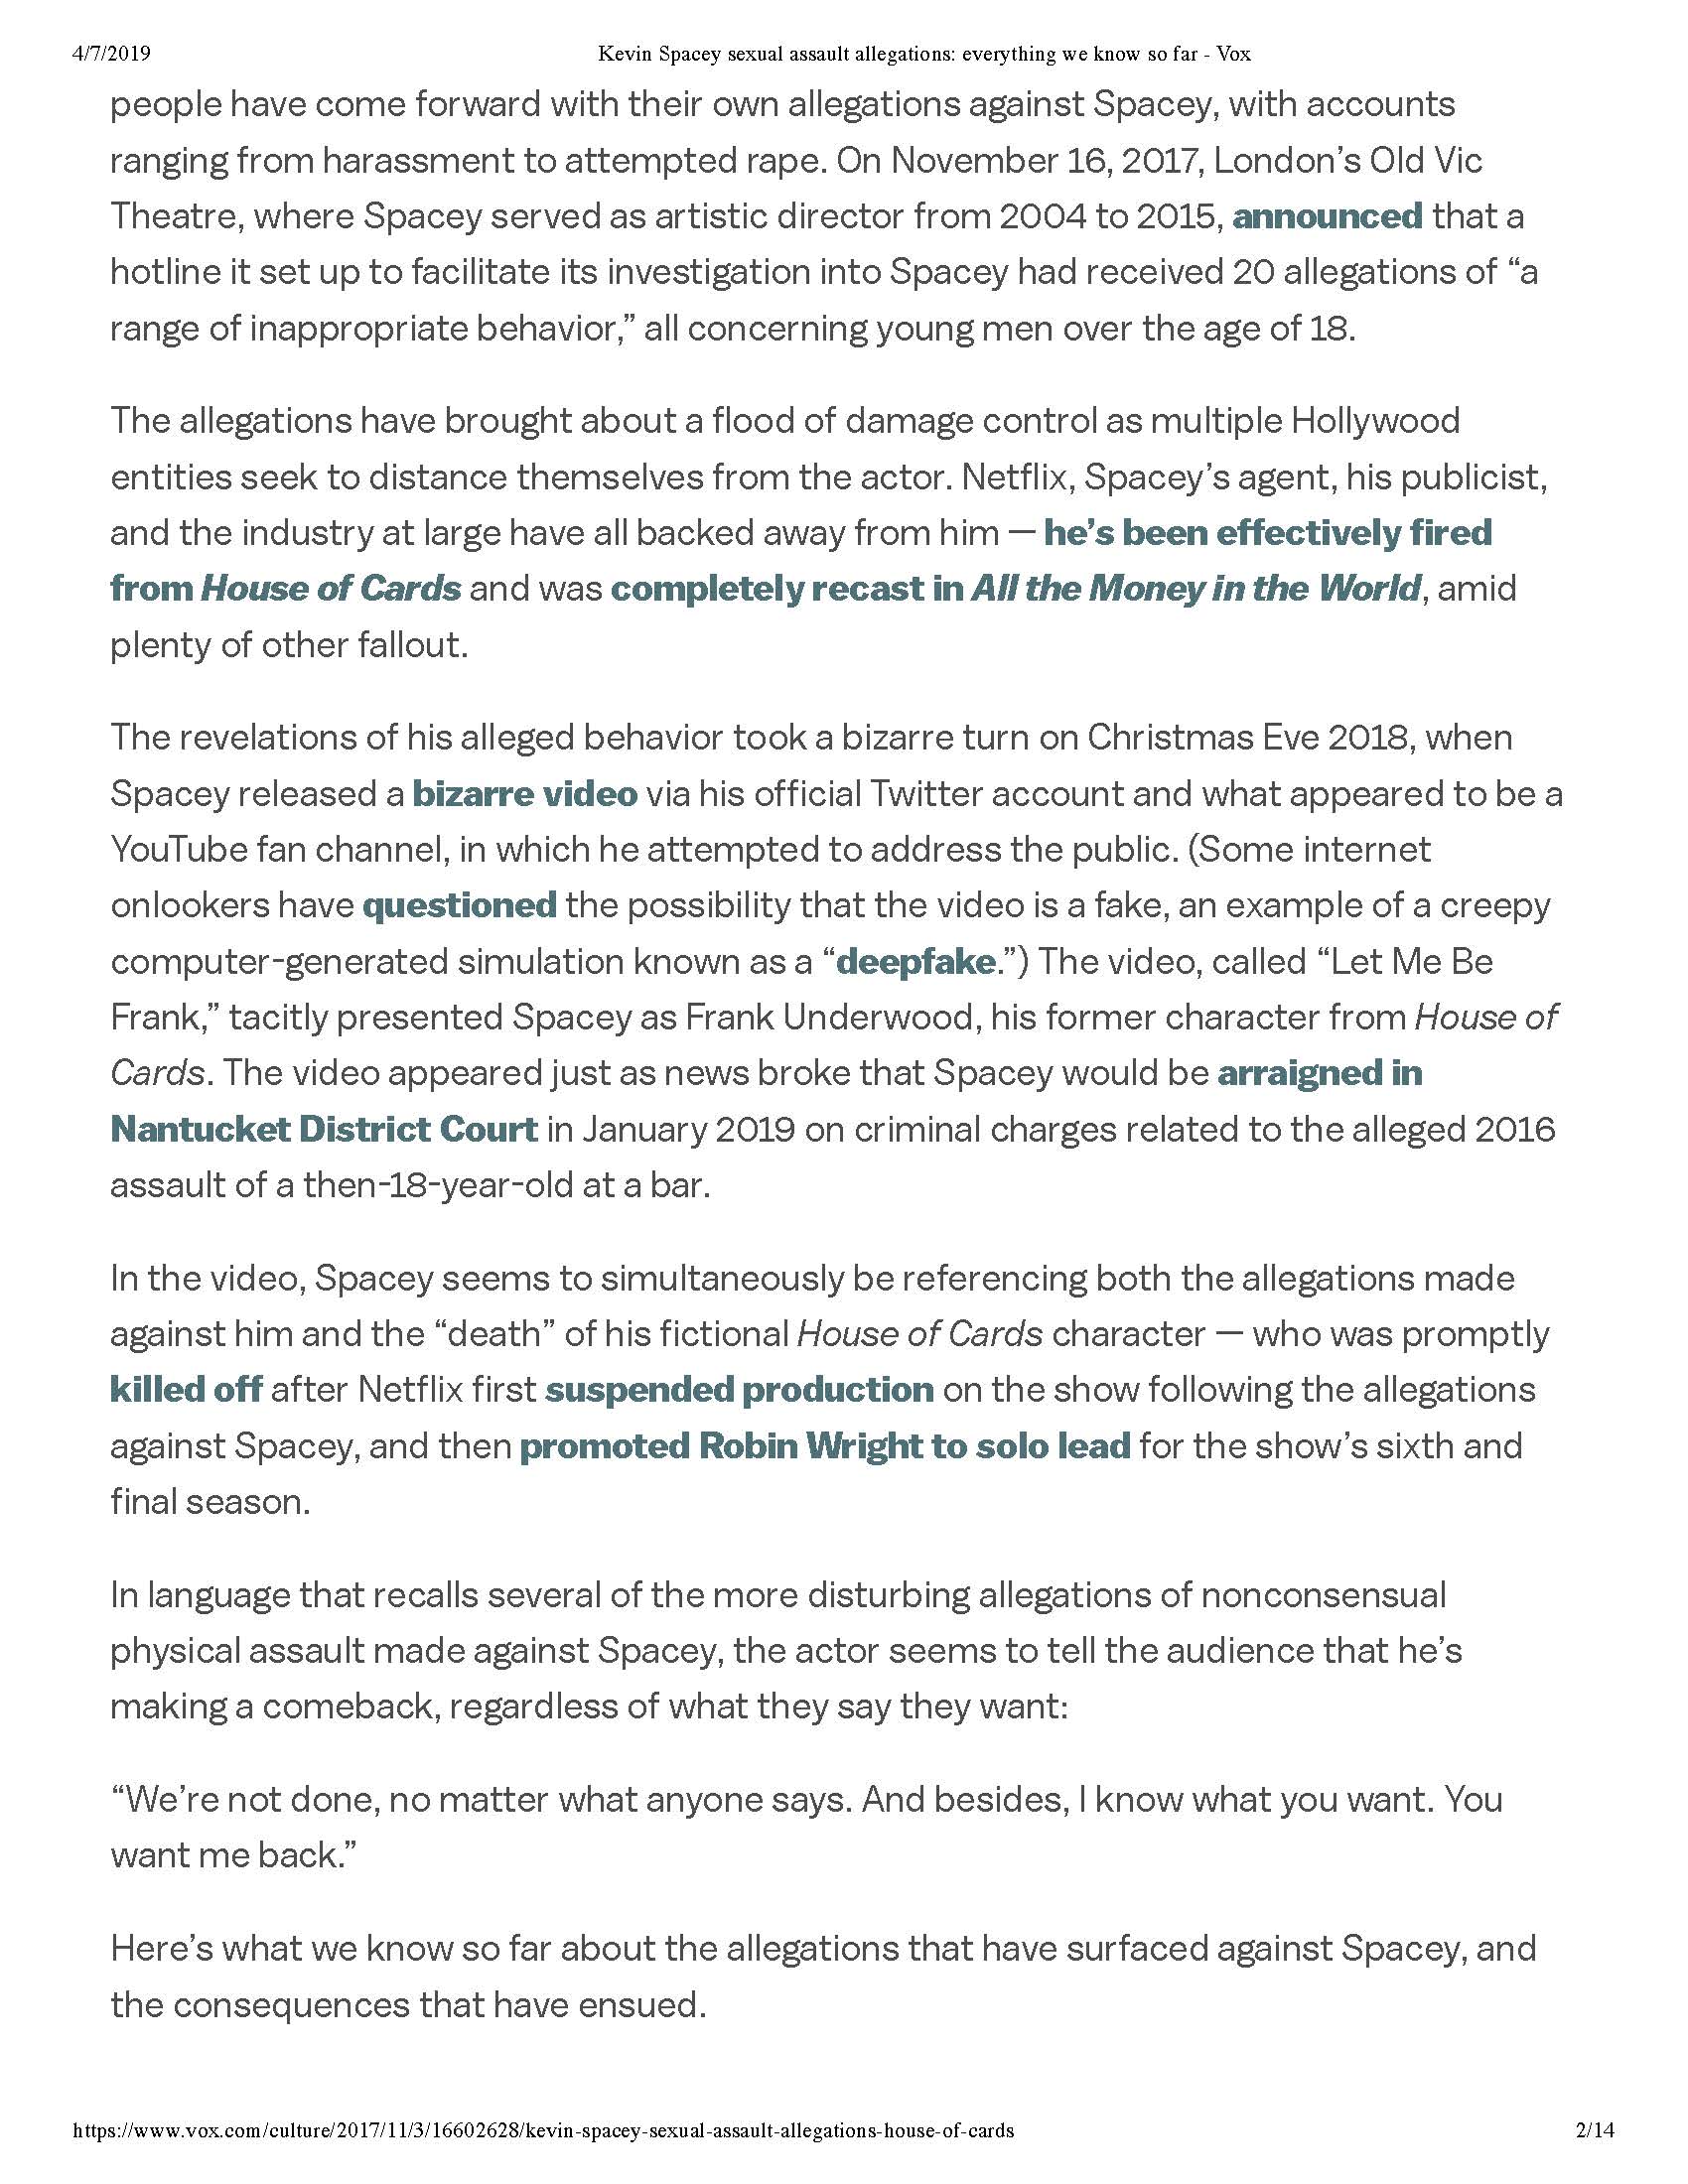 4/7/2019 Kevin Spacey sexual assault allegations: everything we know so far - Vox
people have come forward with their own allegations against Spacey, with accounts
ranging from harassment to attempted rape. On November 16, 2017, London’s Old Vic
Theatre, where Spacey served as artistic director from 2004 to 2015, announced that a
hotline it set up to facilitate its investigation into Spacey had received 20 allegations of “a
range of inappropriate behavior,” all concerning young men over the age of 18.
The allegations have brought about a flood of damage control as multiple Hollywood
entities seek to distance themselves from the actor. Netflix, Spacey’s agent, his publicist,
and the industry at large have all backed away from him — he’s been effectively fired
from House of Cards and was completely recast in All the Money in the World, amid
plenty of other fallout.
The revelations of his alleged behavior took a bizarre turn on Christmas Eve 2018, when
Spacey released a bizarre video via his official Twitter account and what appeared to be a
YouTube fan channel, in which he attempted to address the public. (Some internet
onlookers have questioned the possibility that the video is a fake, an example of a creepy
computer-generated simulation known as a “deepfake.”) The video, called “Let Me Be
Frank,” tacitly presented Spacey as Frank Underwood, his former character from House of
Cards. The video appeared just as news broke that Spacey would be arraigned in
Nantucket District Court in January 2019 on criminal charges related to the alleged 2016
assault of a then-18-year-old at a bar.
In the video, Spacey seems to simultaneously be referencing both the allegations made
against him and the “death” of his fictional House of Cards character — who was promptly
killed off after Netflix first suspended production on the show following the allegations
against Spacey, and then promoted Robin Wright to solo lead for the show’s sixth and
final season.
In language that recalls several of the more disturbing allegations of nonconsensual
physical assault made against Spacey, the actor seems to tell the audience that he’s
making a comeback, regardless of what they say they want:
“We’re not done, no matter what anyone says. And besides, I know what you want. You
want me back.”
Here’s what we know so far about the allegations that have surfaced against Spacey, and
the consequences that have ensued.
https://www.vox.com/culture/2017/11/3/16602628/kevin-spacey-sexual-assault-allegations-house-of-cards 2/14